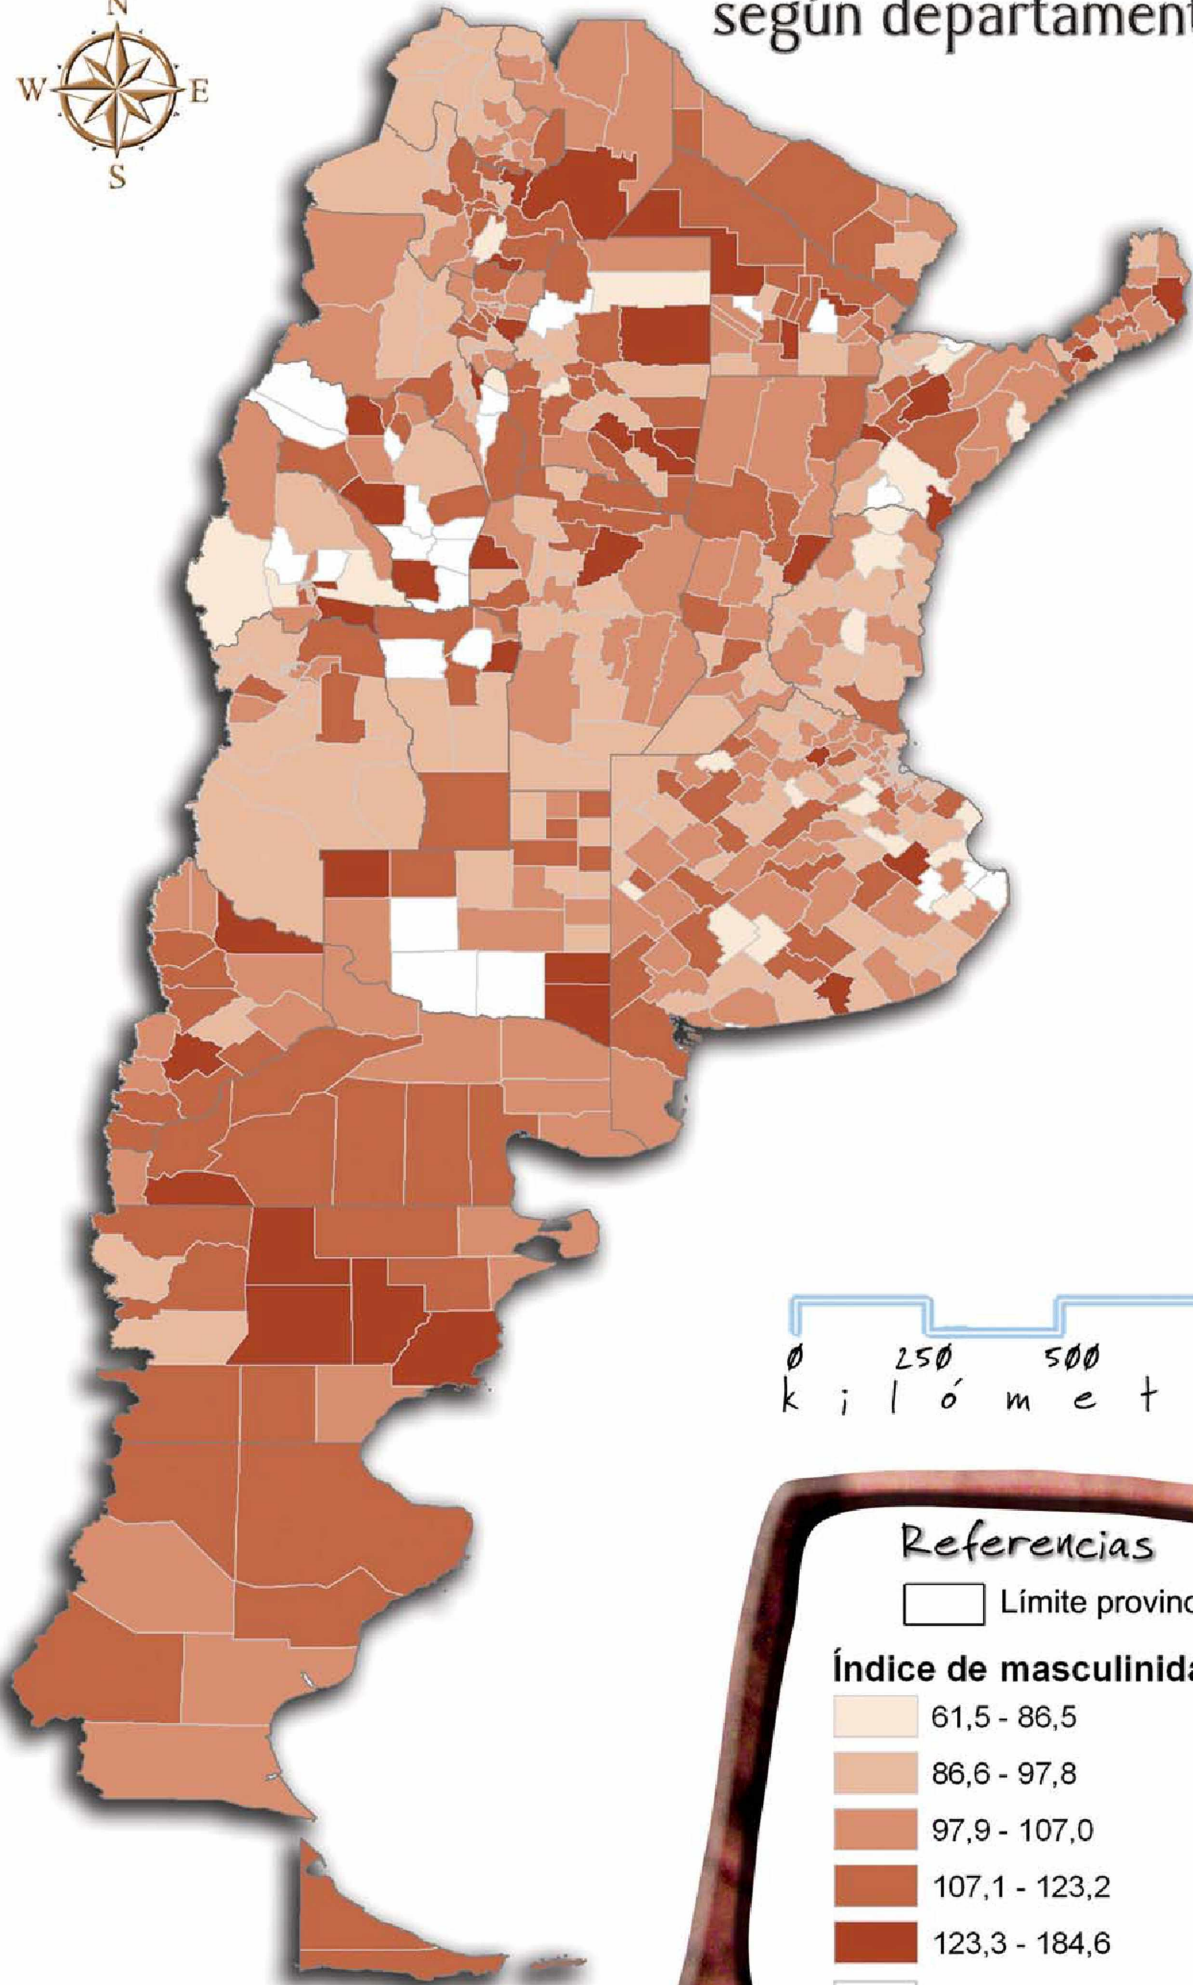 N
W E
S
según departament
0 250 500
k i l ó m e t
Referencias
Límite provinc
Índice de masculinida
61,5 - 86,5
86,6 - 97,8
97,9 - 107,0
107,1 - 123,2
123,3 - 184,6